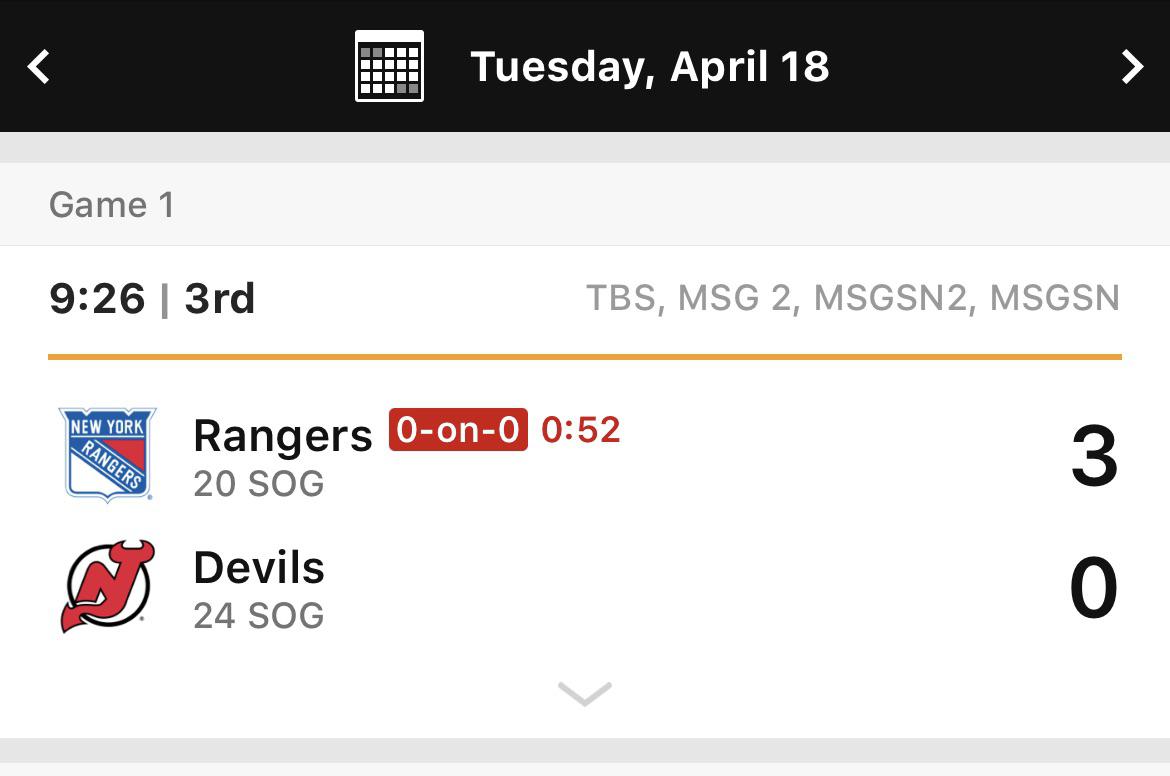 Tuesday, April 18
Game 1
9:26 | 3rd
TBS, MSG 2, MSGSN2, MSGSN
NEW YORK
RANGERS
Rangers 0-on-0 0:52
3
20 SOG
Devils
0
24 SOG